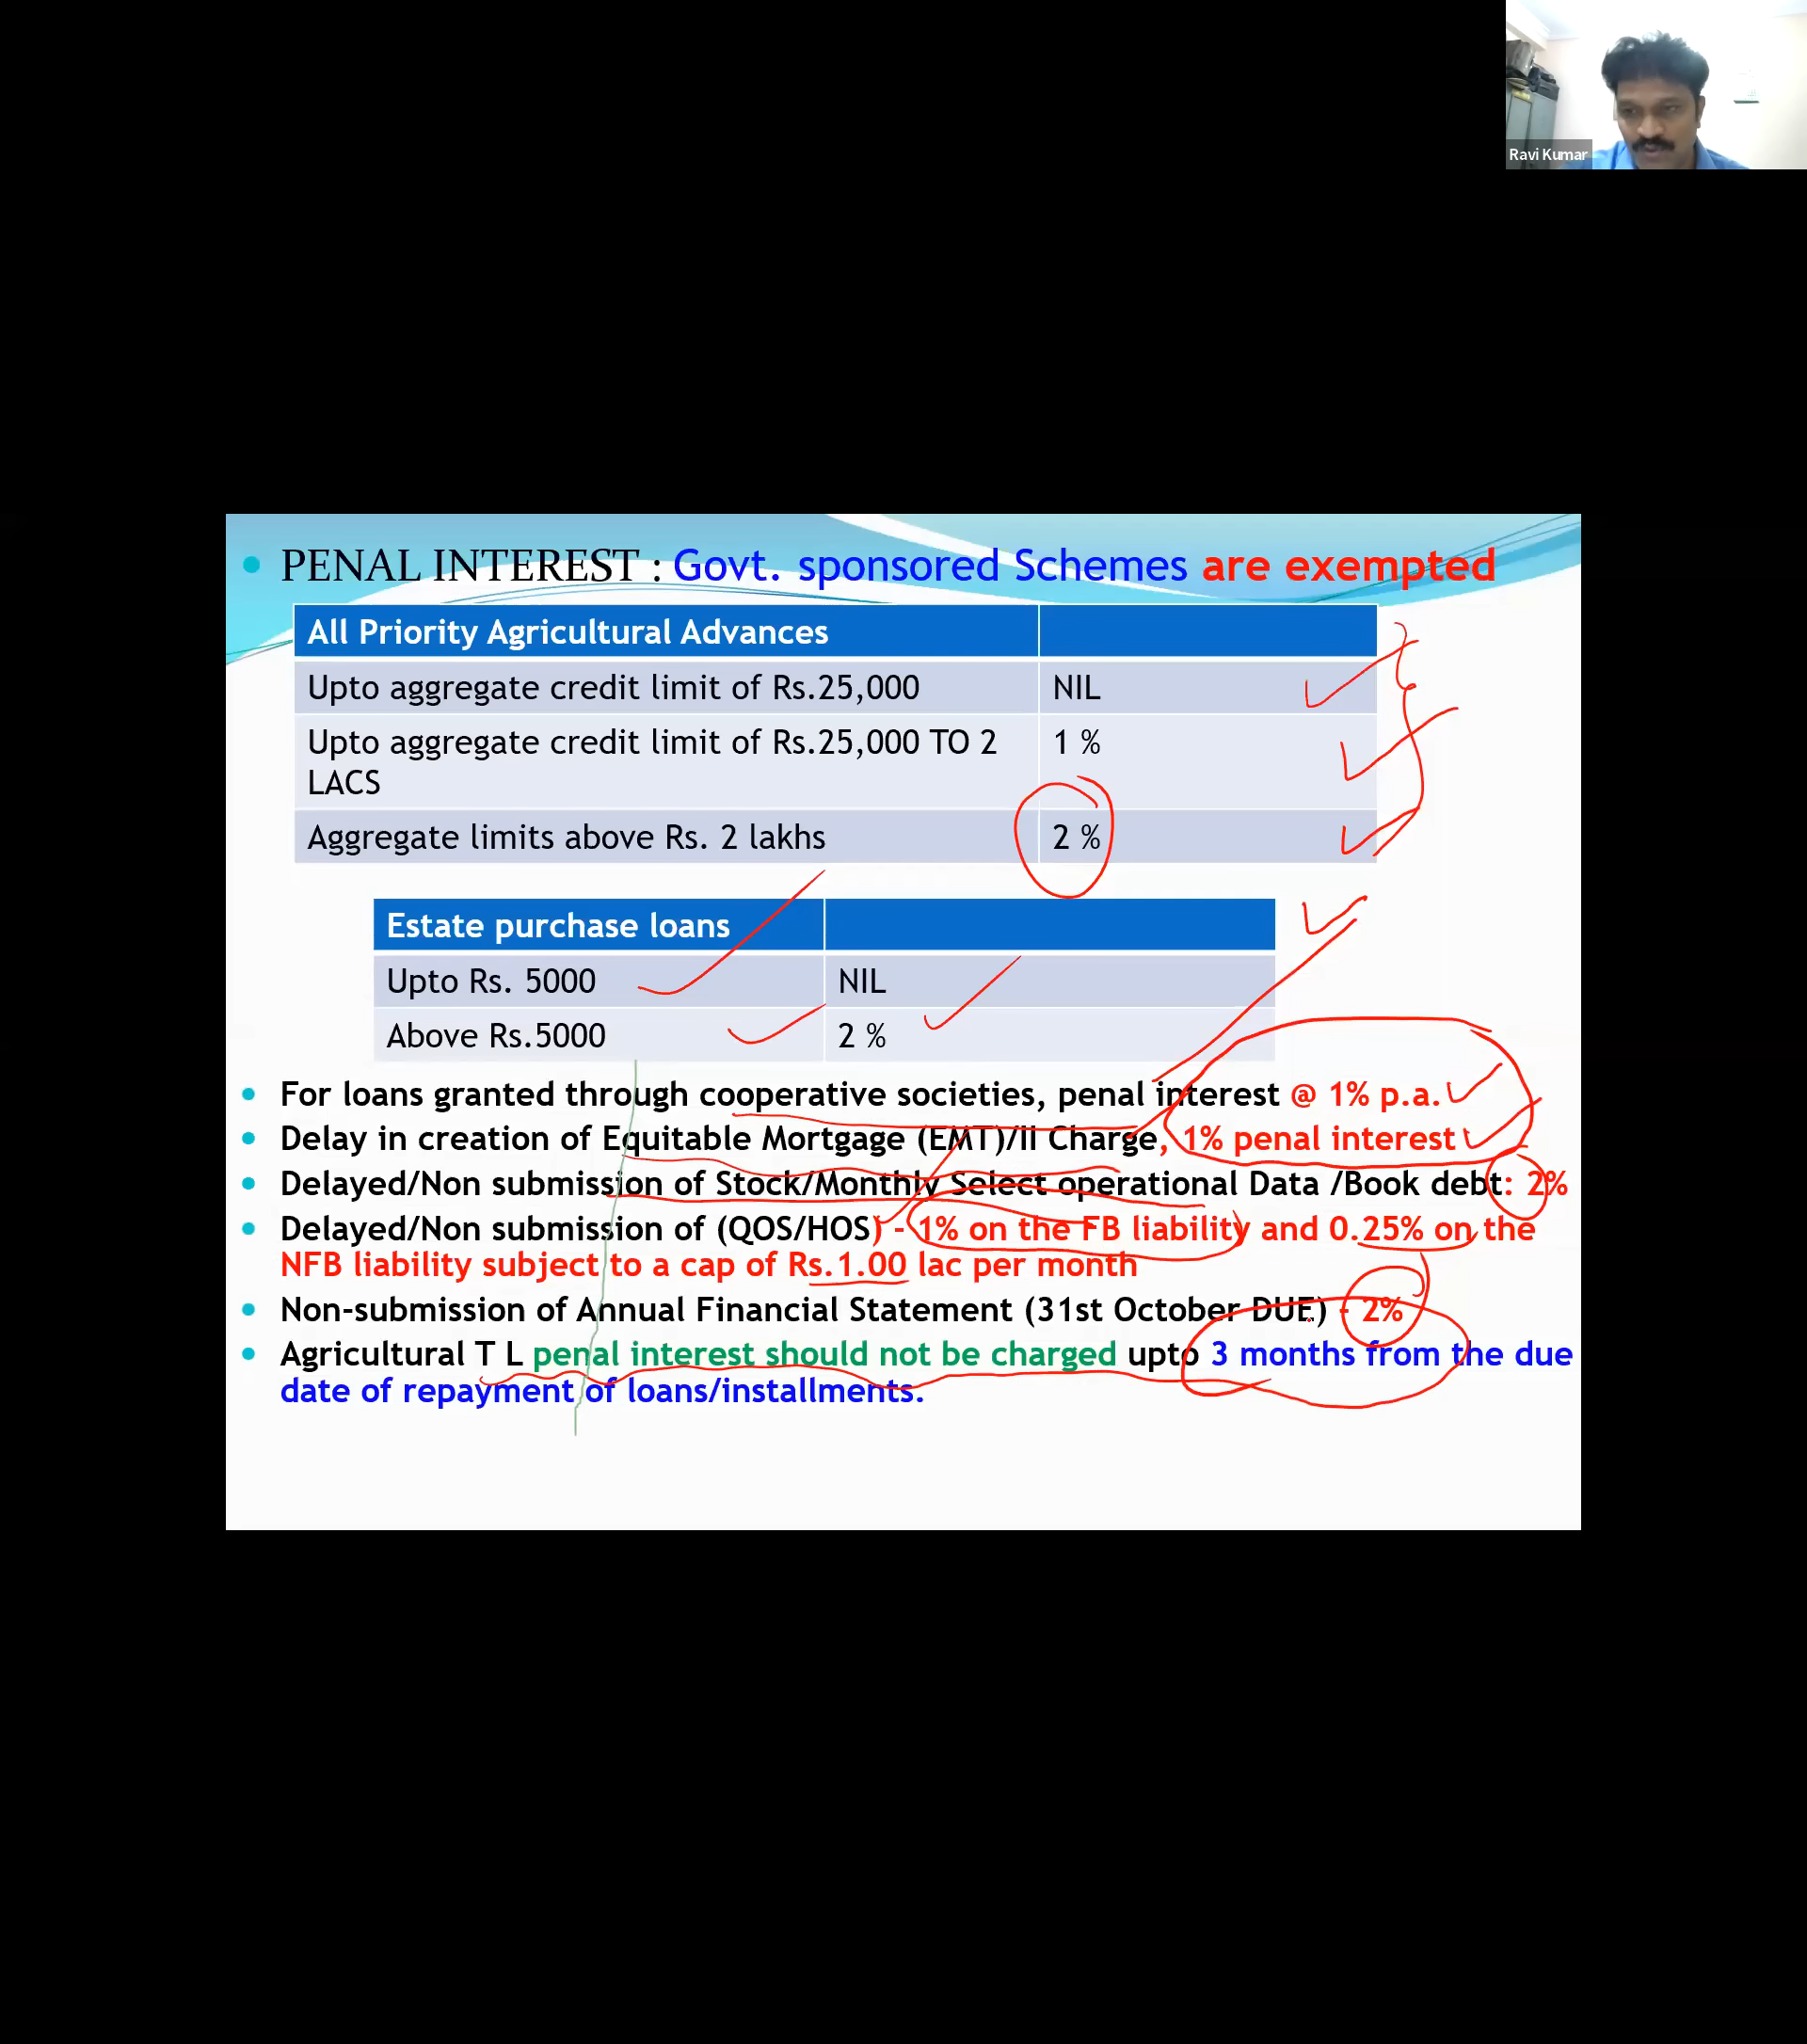 Ravi Kumar
• PENAL INTEREST : Govt. sponsored Schemes are exempted
All Priority Agricultural Advances
Upto aggregate credit limit of Rs.25,000 NIL
Upto aggregate credit limit of Rs.25,000 TO 2 1 %
LACS
Aggregate limits above Rs. 2 lakhs 2 %
Estate purchase loans
Upto Rs. 5000 NIL
Above Rs.5000 2 %
• For loans granted through cooperative societies, penal interest @ 1% p.a.
• Delay in creation of Equitable Mortgage (EMT)/II Charge, 1% penal interest
• Delayed/Non submission of Stock/Monthly Select operational Data /Book debt: 2%
• Delayed/Non submission of (QOS/HOS) - 1% on the FB liability and 0.25% on the
NFB liability subject to a cap of Rs.1.00 lac per month
• Non-submission of Annual Financial Statement (31st October DUE) - 2%
• Agricultural T L penal interest should not be charged upto 3 months from the due
date of repayment of loans/installments.